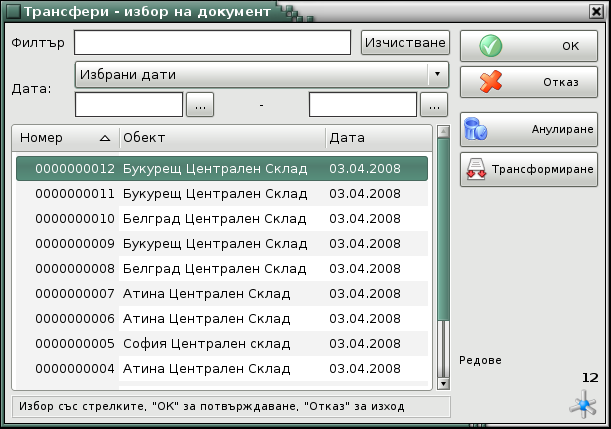 Трансфери - избор на документ
Филтър Изчистване
Избрани дати
Дата:
... - ...
Номер Обект Дата
0000000012 Букурещ Централен Склад 03.04.2008
0000000011 Букурещ Централен Склад 03.04.2008
0000000010 Белград Централен Склад 03.04.2008
0000000009 Букурещ Централен Склад 03.04.2008
0000000008 Белград Централен Склад 03.04.2008
0000000007 Атина Централен Склад 03.04.2008
0000000006 Атина Централен Склад 03.04.2008
0000000005 София Централен склад 03.04.2008
0000000004 Атина Централен Склад 03.04.2008
Избор със стрелките, "ОК" за потвърждаване, "Отказ" за изход
ОК
Отказ
Анулиране
Трансформиране
Редове
12